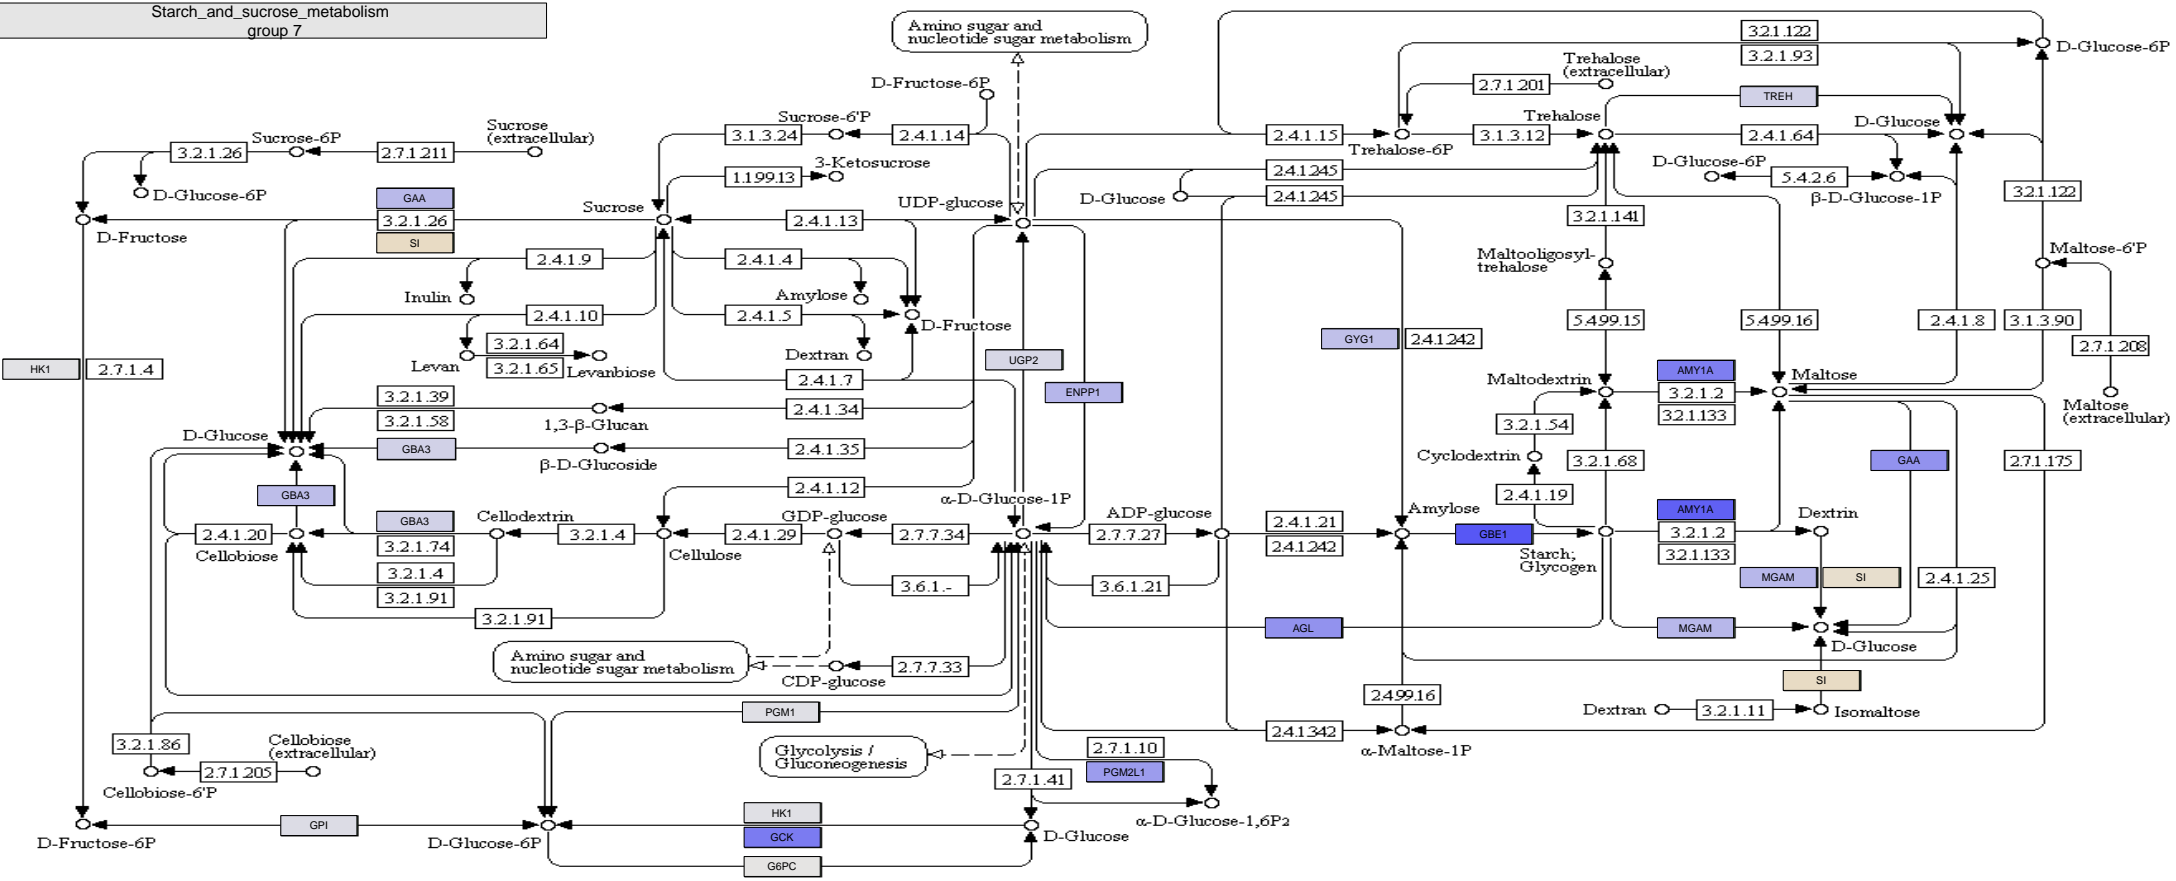 Starch_and_sucrose_metabolism
group 7
Amino sugar and
nucleotide sugar metabolism
3.2.1.122
D-Glucose-6P
3.2.1.93
Trehalose
(extracellular)
2.7.1.201
D-Fructose-6P
TREH
Sucrose-6'P
Trehalose
D-Glucose
Sucrose
(extracellular)
Sucrose-6P
3.1.3.24
2.4.1.14
2.4.1.15
3.1.3.12
2.4.1.64
Trehalose-6P
3.2.1.26
2.7.1.211
3-Ketosucrose
D-Glucose-6P
1.1.99.13
2.4.1.245
5.4.2.6
D-Glucose-6P
GAA
D-Glucose
2.4.1.245
β-D-Glucose-1P
3.2.1.122
Sucrose
UDP-glucose
3.2.1.26
2.4.1.13
3.2.1.141
D-Fructose
SI
Maltose-6'P
2.4.1.9
2.4.1.4
Maltooligosyl-
trehalose
Inulin
Amylose
2.4.1.10
2.4.1.5
D-Fructose
5.4.99.15
5.4.99.16
2.4.1.8
3.1.3.90
GYG1
2.4.1.242
3.2.1.64
2.7.1.208
Levan
3.2.1.65
Levanbiose
Dextran
UGP2
HK1
2.7.1.4
AMY1A
2.4.1.7
Maltodextrin
Maltose
3.2.1.39
ENPP1
3.2.1.2
2.4.1.34
3.2.1.133
Maltose
(extracellular)
3.2.1.58
1,3-β-Glucan
3.2.1.54
D-Glucose
GBA3
2.4.1.35
Cyclodextrin
3.2.1.68
GAA
2.7.1.175
β-D-Glucoside
2.4.1.12
GBA3
2.4.1.19
α-D-Glucose-1P
Amylose
AMY1A
GBA3
Cellodextrin
GDP-glucose
ADP-glucose
Dextrin
2.4.1.21
2.4.1.20
3.2.1.4
2.4.1.29
2.7.7.34
2.7.7.27
GBE1
3.2.1.2
3.2.1.74
2.4.1.242
Cellobiose
Cellulose
Starch;
Glycogen
3.2.1.133
3.2.1.4
3.6.1.-
3.6.1.21
MGAM
SI
2.4.1.25
3.2.1.91
3.2.1.91
AGL
MGAM
D-Glucose
Amino sugar and
nucleotide sugar metabolism
2.7.7.33
CDP-glucose
SI
2.4.99.16
PGM1
Dextran
3.2.1.11
Isomaltose
3.2.1.86
Cellobiose
(extracellular)
2.4.1.342
Glycolysis /
Gluconeogenesis
2.7.1.10
α-Maltose-1P
2.7.1.205
2.7.1.41
PGM2L1
Cellobiose-6'P
HK1
GPI
α-D-Glucose-1,6P2
D-Fructose-6P
D-Glucose-6P
GCK
D-Glucose
G6PC